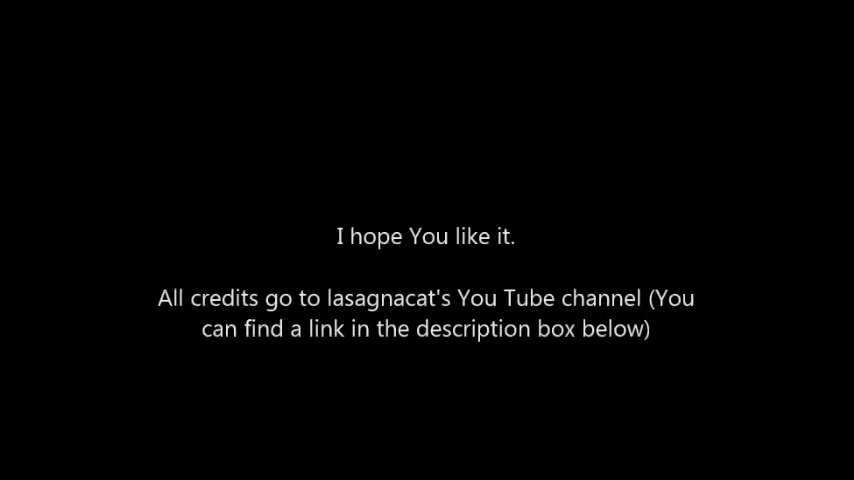 I hope You like it.
All credits go to lasagnacat's You Tube channel (You
can find a link in the description box below)